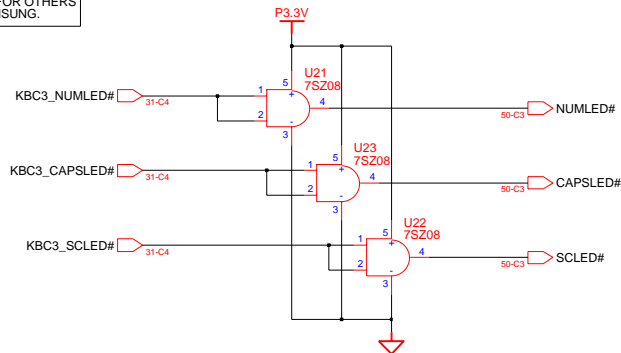 FOR OTHERS
P3.3V
U21
7SZ08
KBC3_NUMLED#
31-C4
1
2
5
+
-
3
4
50-C3
NUMLED#
U23
7SZ08
KBC3_CAPSLED#
31-C4
1
2
5
+
-
3
4
50-C3
CAPSLED#
U22
7SZ08
KBC3_SCLED#
31-C4
1
2
5
+
-
3
4
50-C3
SCLED#